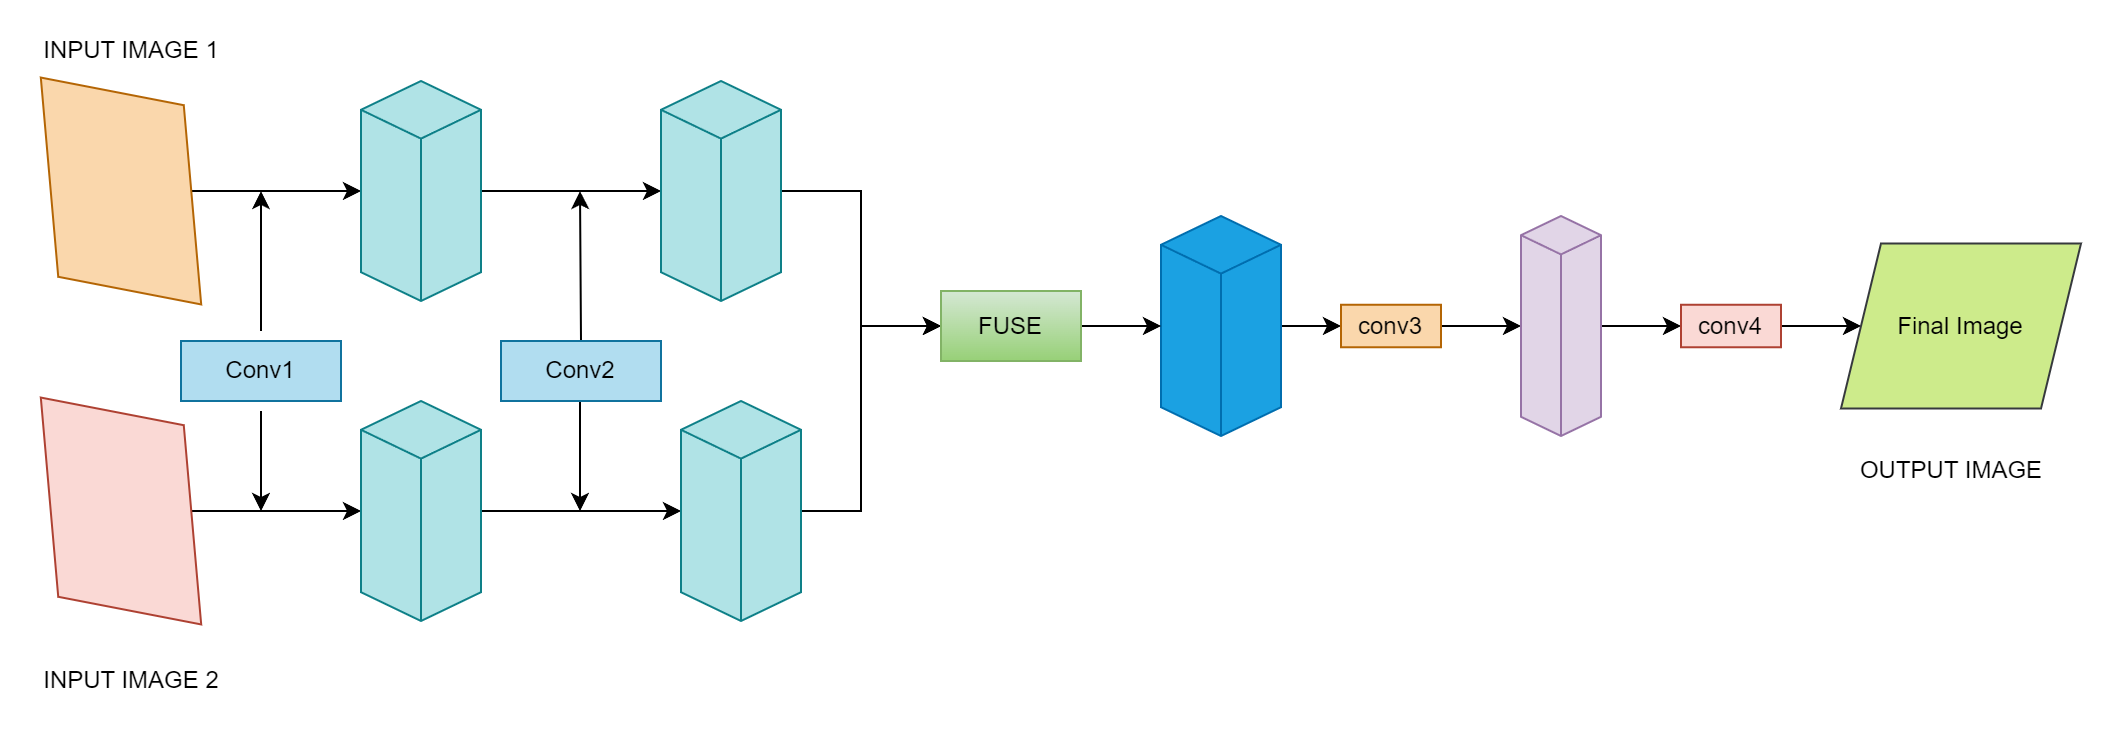 INPUT IMAGE 1
Conv1
Conv2
INPUT IMAGE 2
FUSE
conv3
conv4
Final Image
OUTPUT IMAGE